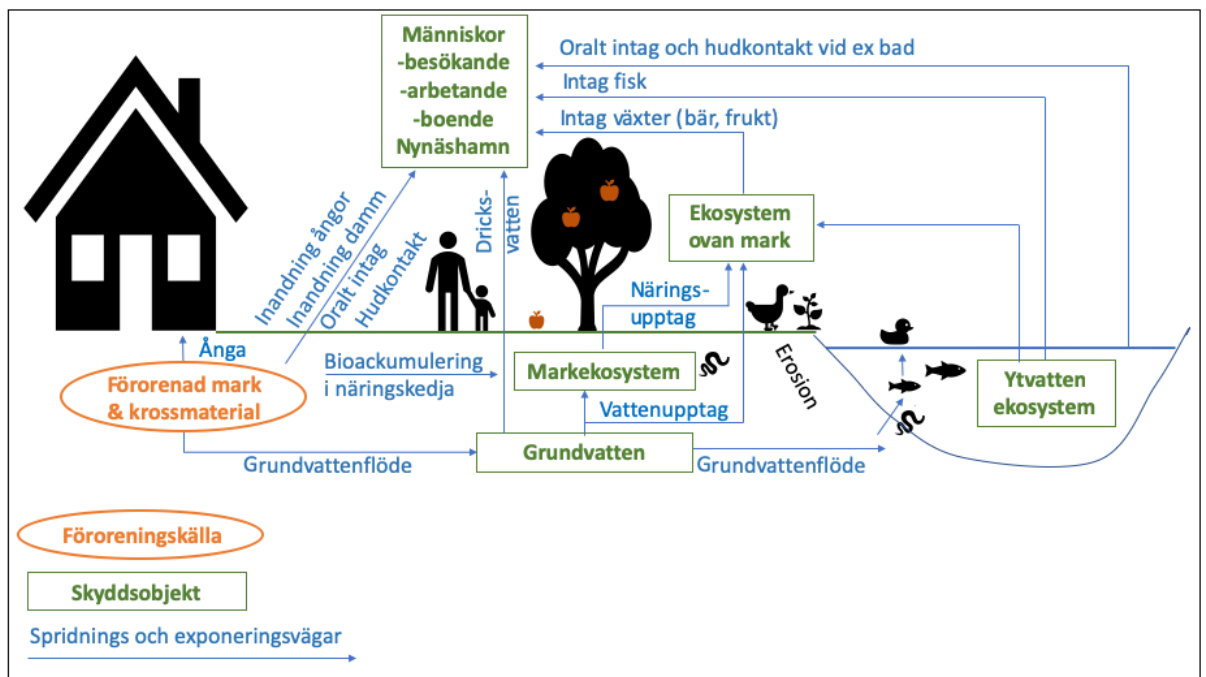 Människor
-besökande
-arbetande
-boende
Nynäshamn
Oralt intag och hudkontakt vid ex bad
Intag fisk
Intag växter (bär, frukt)
Ekosystem
ovan mark
Inandning ångor
Inandning damm
Oralt intag
Hudkontakt
Dricks-
vatten
Närings-
upptag
Ånga
Förorenad mark
& krossmaterial
Bioackumulering
i näringskedja
Markekosystem
Vattenupptag
Erosion
Ytvatten
ekosystem
Grundvattenflöde
Grundvatten
Grundvattenflöde
Föroreningskälla
Skyddsobjekt
Spridnings och exponeringsvägar